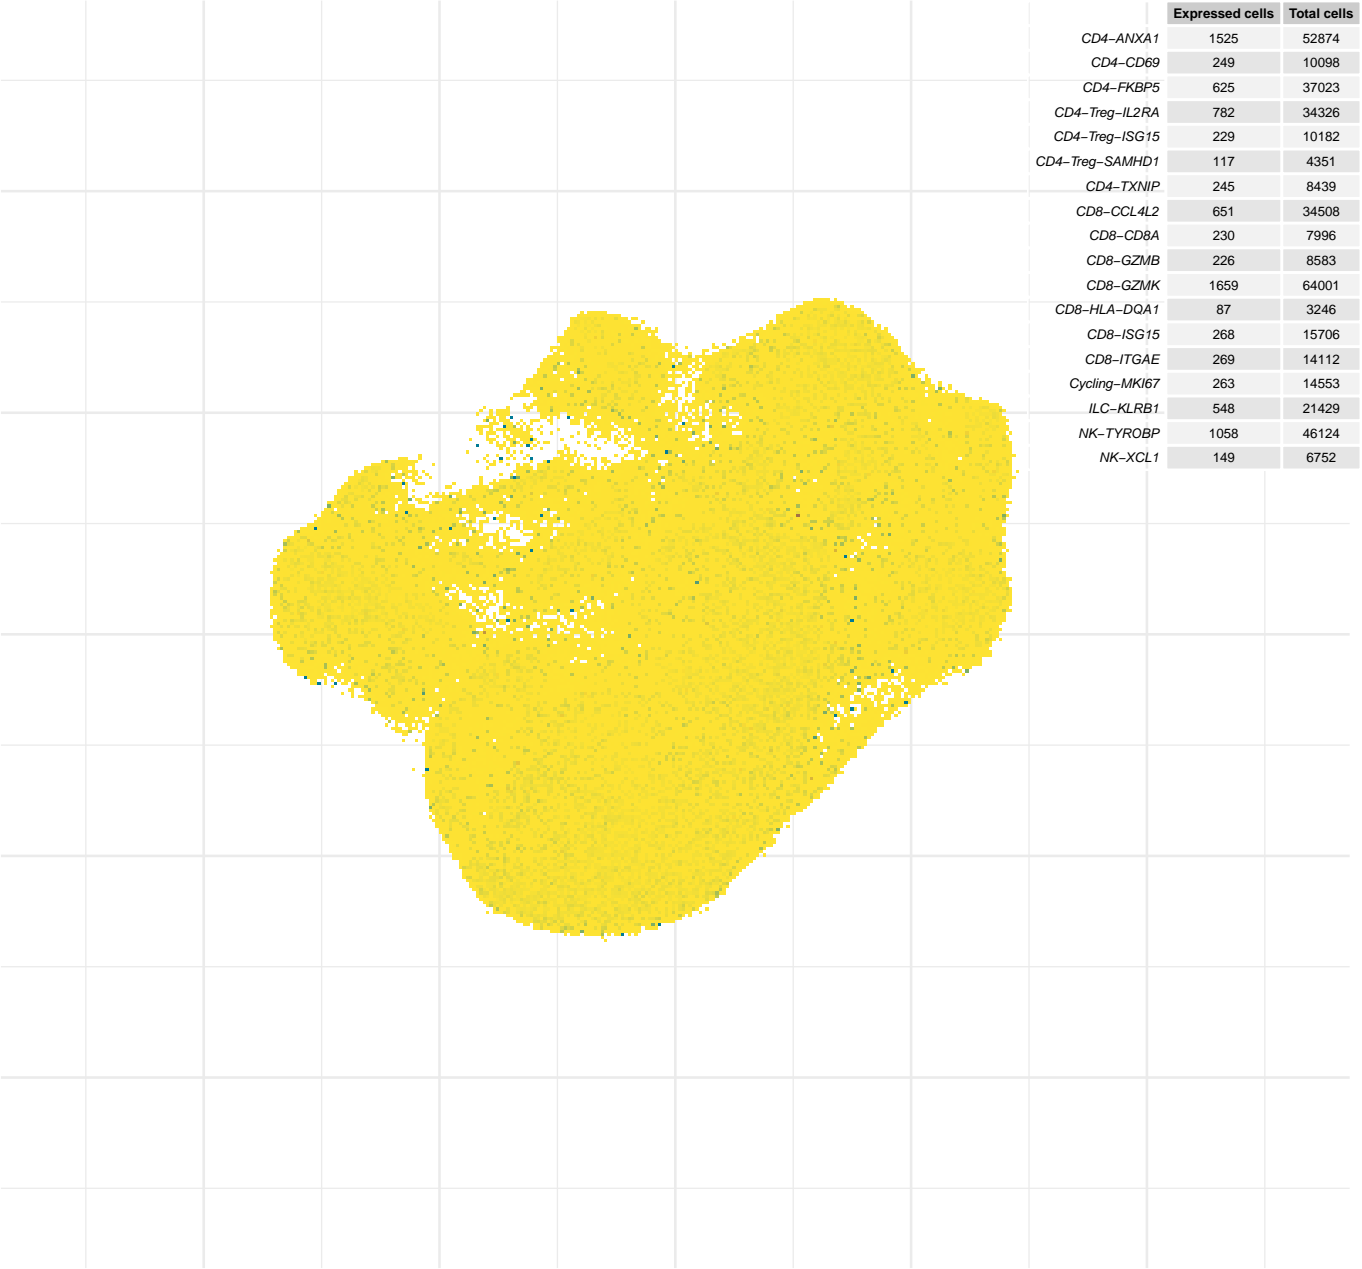 Expressed cells Total cells
CD4−ANXA1 1525 52874
CD4−CD69 249 10098
CD4−FKBP5 625 37023
CD4−Treg−IL2RA 782 34326
CD4−Treg−ISG15 229 10182
CD4−Treg−SAMHD1 117 4351
CD4−TXNIP 245 8439
CD8−CCL4L2 651 34508
CD8−CD8A 230 7996
CD8−GZMB 226 8583
CD8−GZMK 1659 64001
CD8−HLA−DQA1 87 3246
CD8−ISG15 268 15706
CD8−ITGAE 269 14112
Cycling−MKI67 263 14553
ILC−KLRB1 548 21429
NK−TYROBP 1058 46124
NK−XCL1 149 6752